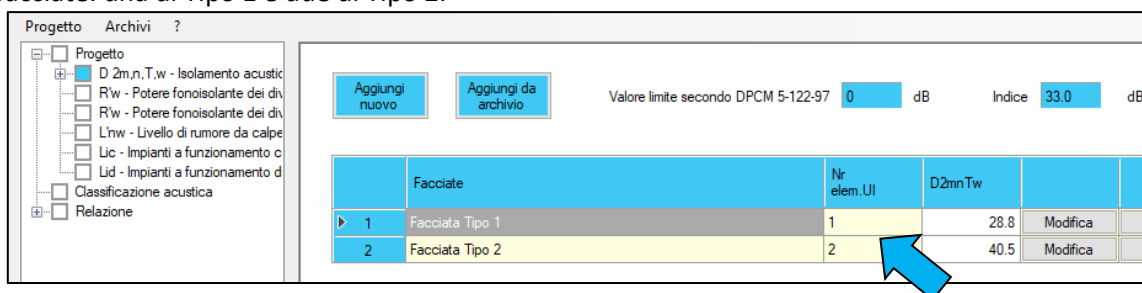 facciate: una di Tipo 1 e due di Tipo 2.
Progetto Archivi ?
Progetto
D 2m,n,T,w - Isolamento acustic
R'w - Potere fonoisolante dei div
R'w - Potere fonoisolante dei div
L'nw - Livello di rumore da calpe
Lic - Impianti a funzionamento c
Lid - Impianti a funzionamento d
Classificazione acustica
Relazione
Aggiungi nuovo
Aggiungi da archivio
Valore limite secondo DPCM 5-122-97 0 dB Indice 33.0 dB
Facciate Nr elem.UI D2mnTw
1 Facciata Tipo 1 1 28.8 Modifica
2 Facciata Tipo 2 2 40.5 Modifica